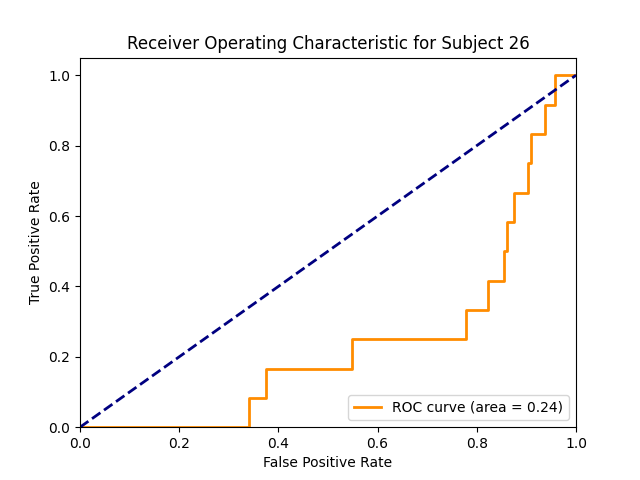 Receiver Operating Characteristic for Subject 26
True Positive Rate
1.0
0.8
0.6
0.4
0.2
0.0
ROC curve (area = 0.24)
0.0 0.2 0.4 0.6 0.8 1.0
False Positive Rate